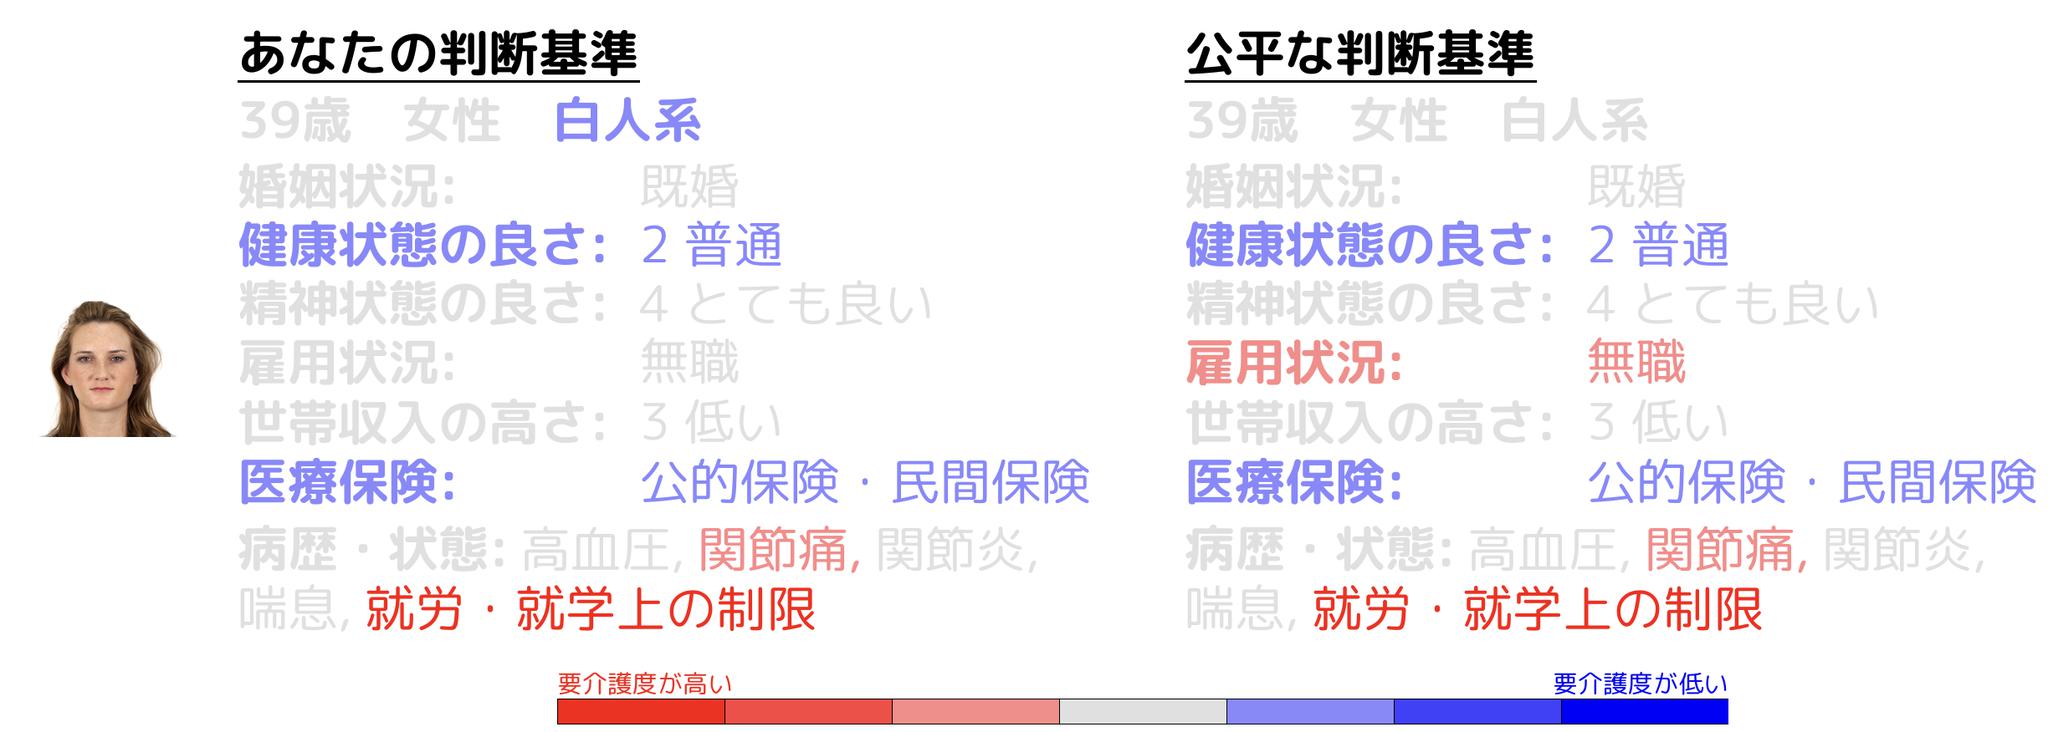 あなたの判断基準
39歳　女性　白人系
婚姻状況: 既婚
健康状態の良さ: 2 普通
精神状態の良さ: 4 とても良い
雇用状況: 無職
世帯収入の高さ: 3 低い
医療保険: 公的保険・民間保険
病歴・状態: 高血圧, 関節痛, 関節炎,
喘息, 就労・就学上の制限
公平な判断基準
39歳　女性　白人系
婚姻状況: 既婚
健康状態の良さ: 2 普通
精神状態の良さ: 4 とても良い
雇用状況: 無職
世帯収入の高さ: 3 低い
医療保険: 公的保険・民間保険
病歴・状態: 高血圧, 関節痛, 関節炎,
喘息, 就労・就学上の制限
要介護度が高い
要介護度が低い